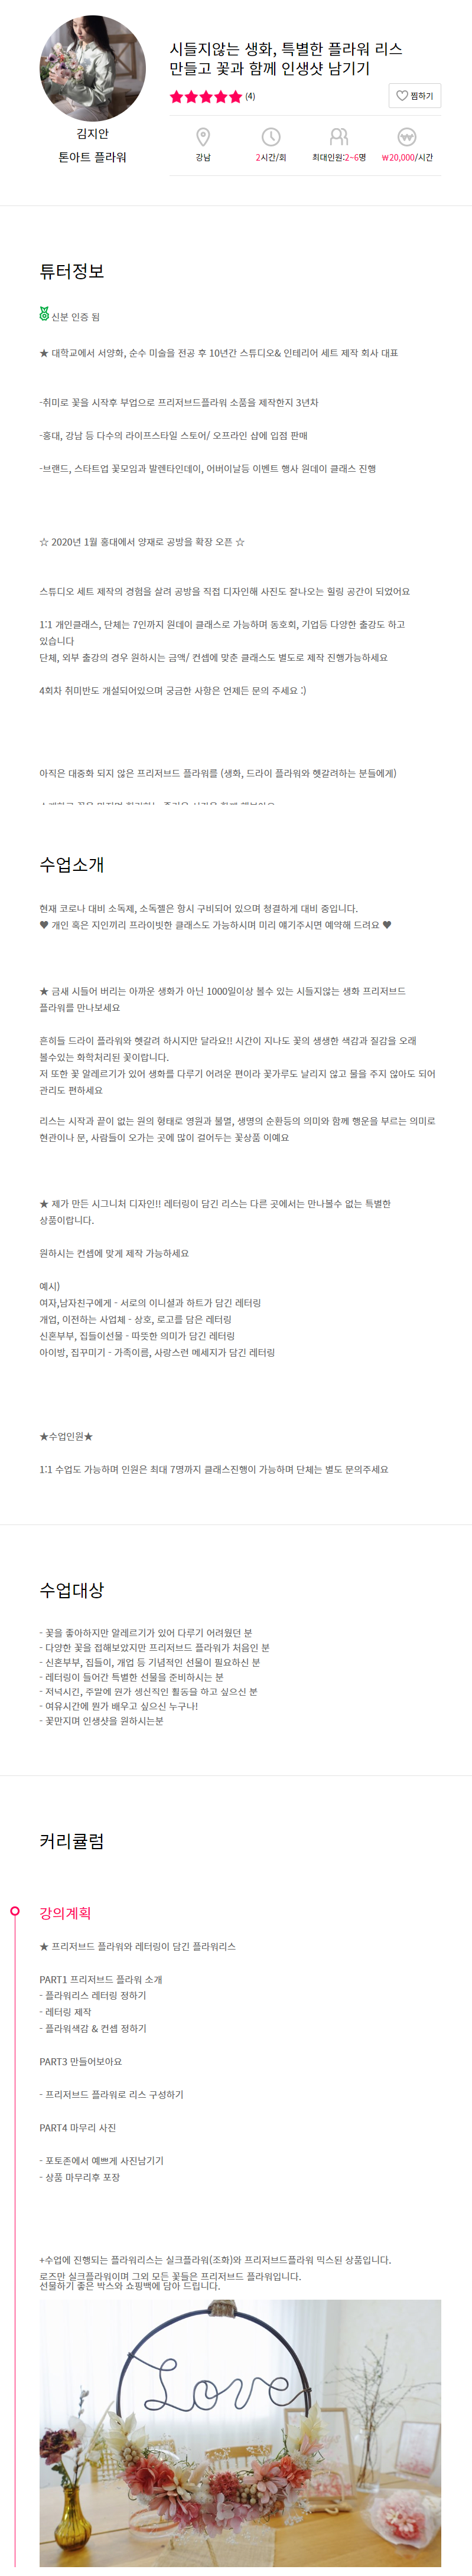 시들지않는 생화, 특별한 플라워 리스
만들고 꽃과 함께 인생샷 남기기
(4)
찜하기
김지안
톤아트 플라워
강남
2시간/회
최대인원:2~6명
₩20,000/시간
튜터정보
신분 인증 됨
★ 대학교에서 서양화, 순수 미술을 전공 후 10년간 스튜디오& 인테리어 세트 제작 회사 대표
-취미로 꽃을 시작후 부업으로 프리저브드플라워 소품을 제작한지 3년차
-홍대, 강남 등 다수의 라이프스타일 스토어/ 오프라인 샵에 입점 판매
-브랜드, 스타트업 꽃모임과 발렌타인데이, 어버이날등 이벤트 행사 원데이 클래스 진행
☆ 2020년 1월 홍대에서 양재로 공방을 확장 오픈 ☆
스튜디오 세트 제작의 경험을 살려 공방을 직접 디자인해 사진도 잘나오는 힐링 공간이 되었어요
1:1 개인클래스, 단체는 7인까지 원데이 클래스로 가능하며 동호회, 기업등 다양한 출강도 하고
있습니다
단체, 외부 출강의 경우 원하시는 금액/ 컨셉에 맞춘 클래스도 별도로 제작 진행가능하세요
4회차 취미반도 개설되어있으며 궁금한 사항은 언제든 문의 주세요 :)
아직은 대중화 되지 않은 프리저브드 플라워를 (생화, 드라이 플라워와 헷갈려하는 분들에게)
수업소개
현재 코로나 대비 소독제, 소독젤은 항시 구비되어 있으며 청결하게 대비 중입니다.
♥ 개인 혹은 지인끼리 프라이빗한 클래스도 가능하시며 미리 얘기주시면 예약해 드려요 ♥
★ 금새 시들어 버리는 아까운 생화가 아닌 1000일이상 볼수 있는 시들지않는 생화 프리저브드
플라워를 만나보세요
흔히들 드라이 플라워와 헷갈려 하시지만 달라요!! 시간이 지나도 꽃의 생생한 색감과 질감을 오래
볼수있는 화학처리된 꽃이랍니다.
저 또한 꽃 알레르기가 있어 생화를 다루기 어려운 편이라 꽃가루도 날리지 않고 물을 주지 않아도 되어
관리도 편하세요
리스는 시작과 끝이 없는 원의 형태로 영원과 불멸, 생명의 순환등의 의미와 함께 행운을 부르는 의미로
현관이나 문, 사람들이 오가는 곳에 많이 걸어두는 꽃상품 이예요
★ 제가 만든 시그니처 디자인!! 레터링이 담긴 리스는 다른 곳에서는 만나볼수 없는 특별한
상품이랍니다.
원하시는 컨셉에 맞게 제작 가능하세요
예시)
여자,남자친구에게 - 서로의 이니셜과 하트가 담긴 레터링
개업, 이전하는 사업체 - 상호, 로고를 담은 레터링
신혼부부, 집들이선물 - 따뜻한 의미가 담긴 레터링
아이방, 집꾸미기 - 가족이름, 사랑스런 메세지가 담긴 레터링
★수업인원★
1:1 수업도 가능하며 인원은 최대 7명까지 클래스진행이 가능하며 단체는 별도 문의주세요
수업대상
- 꽃을 좋아하지만 알레르기가 있어 다루기 어려웠던 분
- 다양한 꽃을 접해보았지만 프리저브드 플라워가 처음인 분
- 신혼부부, 집들이, 개업 등 기념적인 선물이 필요하신 분
- 레터링이 들어간 특별한 선물을 준비하시는 분
- 저녁시간, 주말에 뭔가 생산적인 활동을 하고 싶으신 분
- 여유시간에 뭔가 배우고 싶으신 누구나!
- 꽃만지며 인생샷을 원하시는분
커리큘럼
강의계획
★ 프리저브드 플라워와 레터링이 담긴 플라워리스
PART1 프리저브드 플라워 소개
- 플라워리스 레터링 정하기
- 레터링 제작
- 플라워색감 & 컨셉 정하기
PART3 만들어보아요
- 프리저브드 플라워로 리스 구성하기
PART4 마무리 사진
- 포토존에서 예쁘게 사진남기기
- 상품 마무리후 포장
+수업에 진행되는 플라워리스는 실크플라워(조화)와 프리저브드플라워 믹스된 상품입니다.
로즈만 실크플라워이며 그외 모든 꽃들은 프리저브드 플라워입니다.
선물하기 좋은 박스와 쇼핑백에 담아 드립니다.
Love